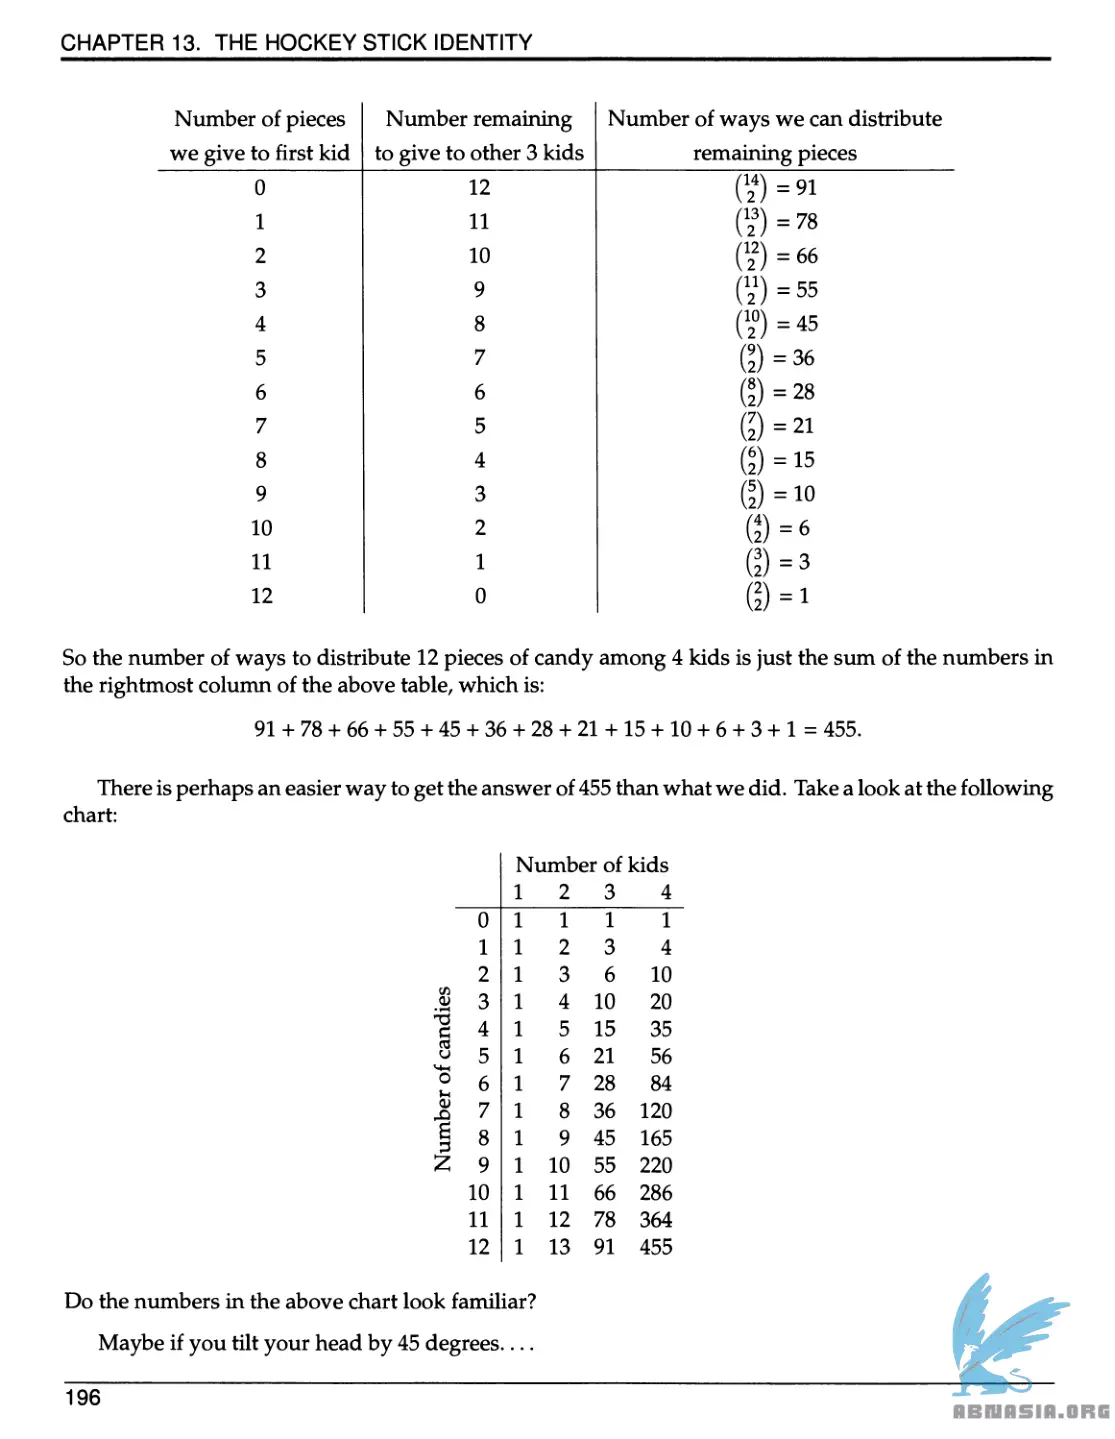 CHAPTER 13. THE HOCKEY STICK IDENTITY
Number of pieces we give to first kid | Number remaining to give to other 3 kids | Number of ways we can distribute remaining pieces
0 12 (14 2) = 91
1 11 (13 2) = 78
2 10 (12 2) = 66
3 9 (11 2) = 55
4 8 (10 2) = 45
5 7 (9 2) = 36
6 6 (8 2) = 28
7 5 (7 2) = 21
8 4 (6 2) = 15
9 3 (5 2) = 10
10 2 (4 2) = 6
11 1 (3 2) = 3
12 0 (2 2) = 1
So the number of ways to distribute 12 pieces of candy among 4 kids is just the sum of the numbers in
the rightmost column of the above table, which is:
91 + 78 + 66 + 55 + 45 + 36 + 28 + 21 + 15 + 10 + 6 + 3 + 1 = 455.
There is perhaps an easier way to get the answer of 455 than what we did. Take a look at the following
chart:
Number of kids
1 2 3 4
Number of candies
0 1 1 1 1
1 1 2 3 4
2 1 3 6 10
3 1 4 10 20
4 1 5 15 35
5 1 6 21 56
6 1 7 28 84
7 1 8 36 120
8 1 9 45 165
9 1 10 55 220
10 1 11 66 286
11 1 12 78 364
12 1 13 91 455
Do the numbers in the above chart look familiar?
Maybe if you tilt your head by 45 degrees. . . .
196
ABNASIA.ORG